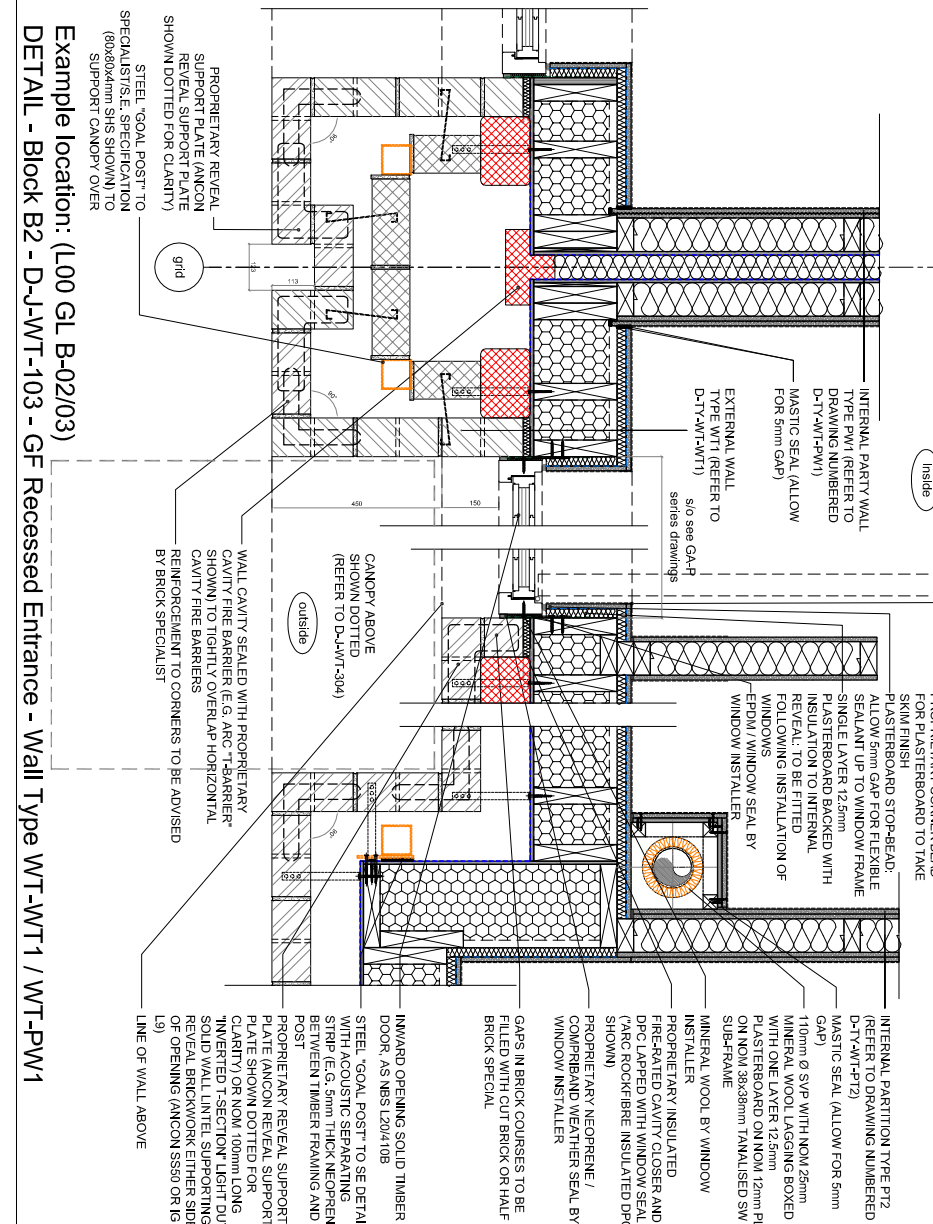 Inside
INTERNAL PARTY WALL
TYPE PW1 (REFER TO
DRAWING NUMBERED
D-TY-WT-PW1)
MASTIC SEAL (ALLOW
FOR 5mm GAP)
EXTERNAL WALL
TYPE WT1 (REFER TO
D-TY-WT-WT1)
s/o see GA-P
series drawings
FOR PLASTERBOARD TO TAKE
SKIM FINISH
PLASTERBOARD STOP-BEAD:
ALLOW 5mm GAP FOR FLEXIBLE
SEALANT UP TO WINDOW FRAME
SINGLE LAYER 12.5mm
PLASTERBOARD BACKED WITH
INSULATION TO INTERNAL
REVEAL: TO BE FITTED
FOLLOWING INSTALLATION OF
WINDOWS
EPDM / WINDOW SEAL BY
WINDOW INSTALLER
INTERNAL PARTITION TYPE PT2
(REFER TO DRAWING NUMBERED
D-TY-WT-PT2)
MASTIC SEAL (ALLOW FOR 5mm
GAP)
110mm Ø SVP WITH NOM 25mm
MINERAL WOOL LAGGING BOXED
WITH ONE LAYER 12.5mm
PLASTERBOARD ON NOM 12mm PL
ON NOM 38x38mm TANALISED SW
SUB-FRAME
MINERAL WOOL BY WINDOW
INSTALLER
PROPRIETARY INSULATED
FIRE-RATED CAVITY CLOSER AND
DPC LAPPED WITH WINDOW SEAL
("ARC ROCKFIBRE INSULATED DPC
SHOWN)
PROPRIETARY NEOPRENE /
COMPRIBAND WEATHER SEAL BY
WINDOW INSTALLER
GAPS IN BRICK COURSES TO BE
FILLED WITH CUT BRICK OR HALF
BRICK SPECIAL
INWARD OPENING SOLID TIMBER
DOOR, AS NBS L20/410B
STEEL "GOAL POST" TO BE DETAI
WITH ACOUSTIC SEPARATING
STRIP (E.G. 5mm THICK NEOPREN
BETWEEN TIMBER FRAMING AND
POST
PROPRIETARY REVEAL SUPPORT
PLATE (ANCON REVEAL SUPPORT
PLATE SHOWN DOTTED FOR
CLARITY) OR NOM 100mm LONG
"INVERTED T-SECTION" LIGHT DU
SOLID WALL LINTEL SUPPORTING
REVEAL BRICKWORK EITHER SIDE
OF OPENING (ANCON SS50 OR IG
L9)
LINE OF WALL ABOVE
450
150
CANOPY ABOVE
SHOWN DOTTED
(REFER TO D-J-WT-304)
outside
WALL CAVITY SEALED WITH PROPRIETARY
CAVITY FIRE BARRIER (E.G. ARC "T-BARRIER"
SHOWN) TO TIGHTLY OVERLAP HORIZONTAL
CAVITY FIRE BARRIERS
REINFORCEMENT TO CORNERS TO BE ADVISED
BY BRICK SPECIALIST
90°
90°
90°
113
grid
PROPRIETARY REVEAL
SUPPORT PLATE (ANCON
REVEAL SUPPORT PLATE
SHOWN DOTTED FOR CLARITY)
STEEL "GOAL POST" TO
SPECIALIST/S.E. SPECIFICATION
(80x80x4mm SHS SHOWN) TO
SUPPORT CANOPY OVER
Example location: (L00 GL B-02/03)
DETAIL - Block B2 - D-J-WT-103 - GF Recessed Entrance - Wall Type WT-WT1 / WT-PW1